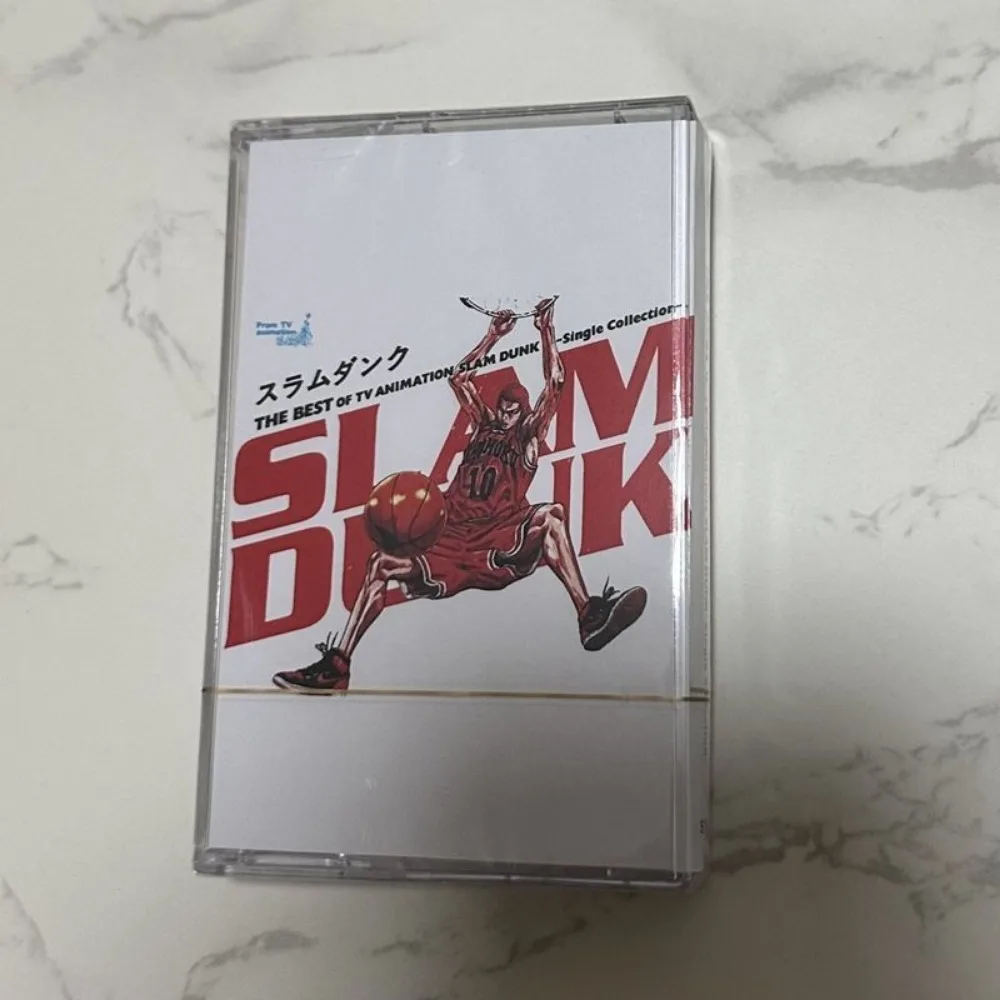 From TV
animation
スラムダンク
THE BEST OF TV ANIMATION SLAM DUNK ~Single Collection~
SLAM
DUNK
SHOHOKU
10